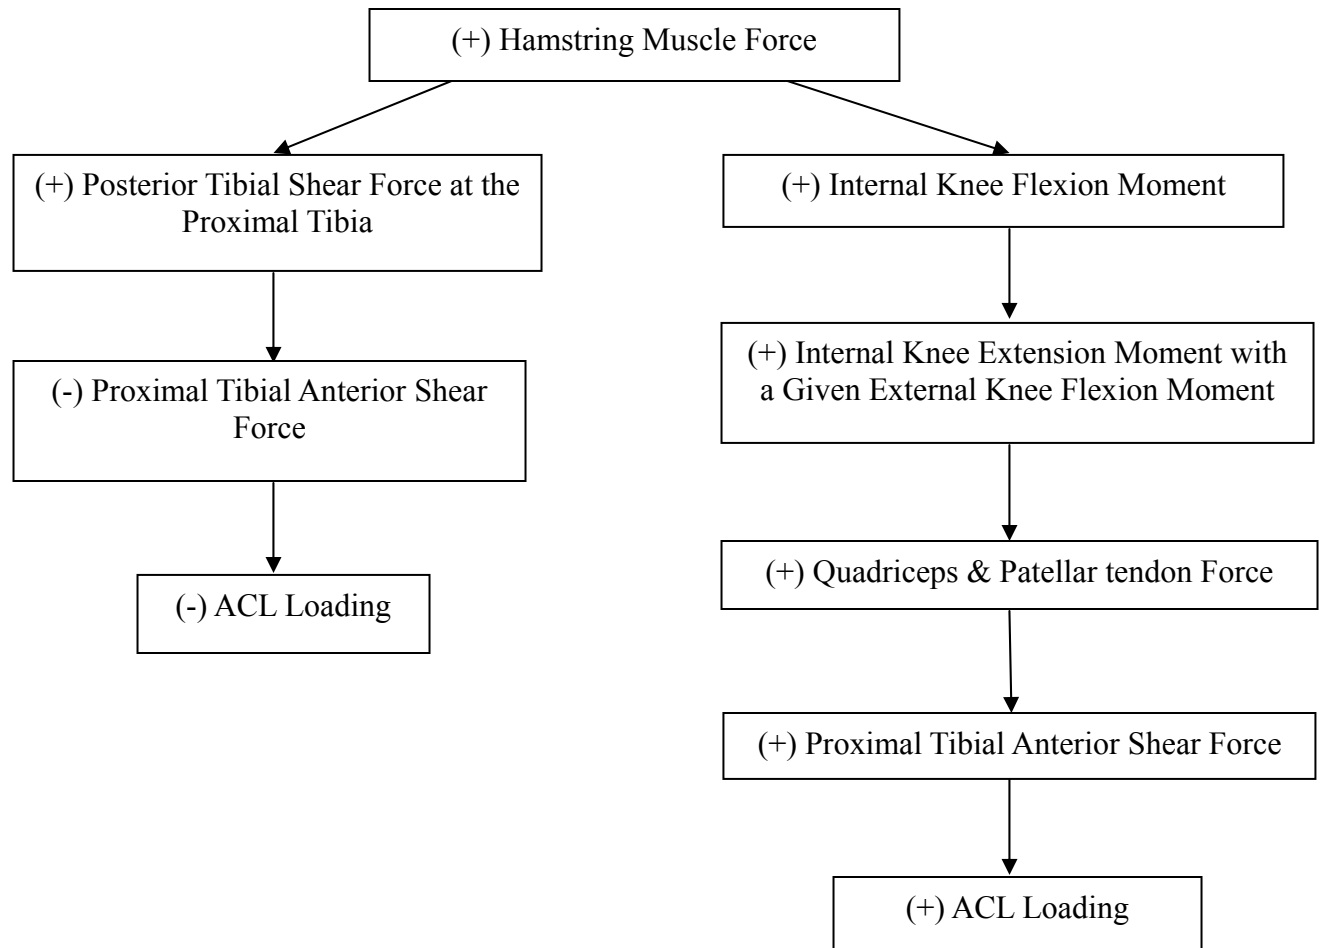 (+) Hamstring Muscle Force
(+) Posterior Tibial Shear Force at the
Proximal Tibia
(-) Proximal Tibial Anterior Shear
Force
(-) ACL Loading
(+) Internal Knee Flexion Moment
(+) Internal Knee Extension Moment with
a Given External Knee Flexion Moment
(+) Quadriceps & Patellar tendon Force
(+) Proximal Tibial Anterior Shear Force
(+) ACL Loading